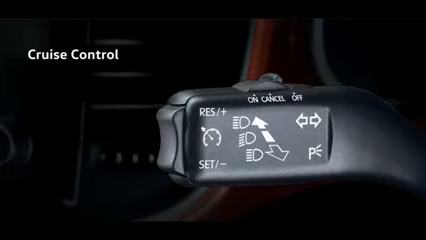 Cruise Control
ON CANCEL OFF
RES/+
SET/-
P